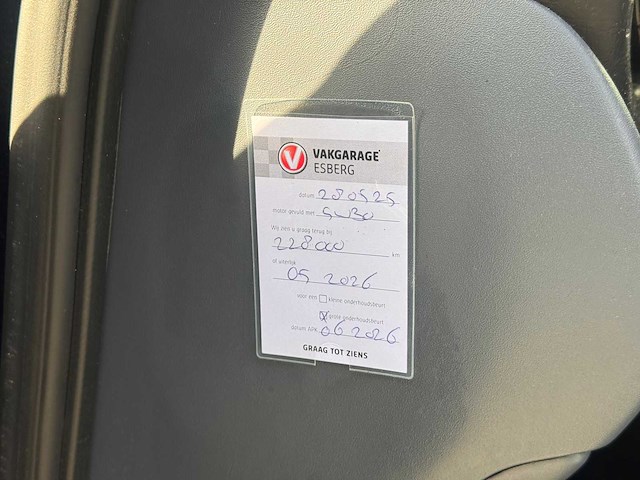 VAKGARAGE
ESBERG
datum 280525
motor gevuld met 5W30
Wij zien u graag terug bij
228000 km
of uiterlijk
05 2026
voor een kleine onderhoudsbeurt
X grote onderhoudsbeurt
datum APK 06 2026
GRAAG TOT ZIENS